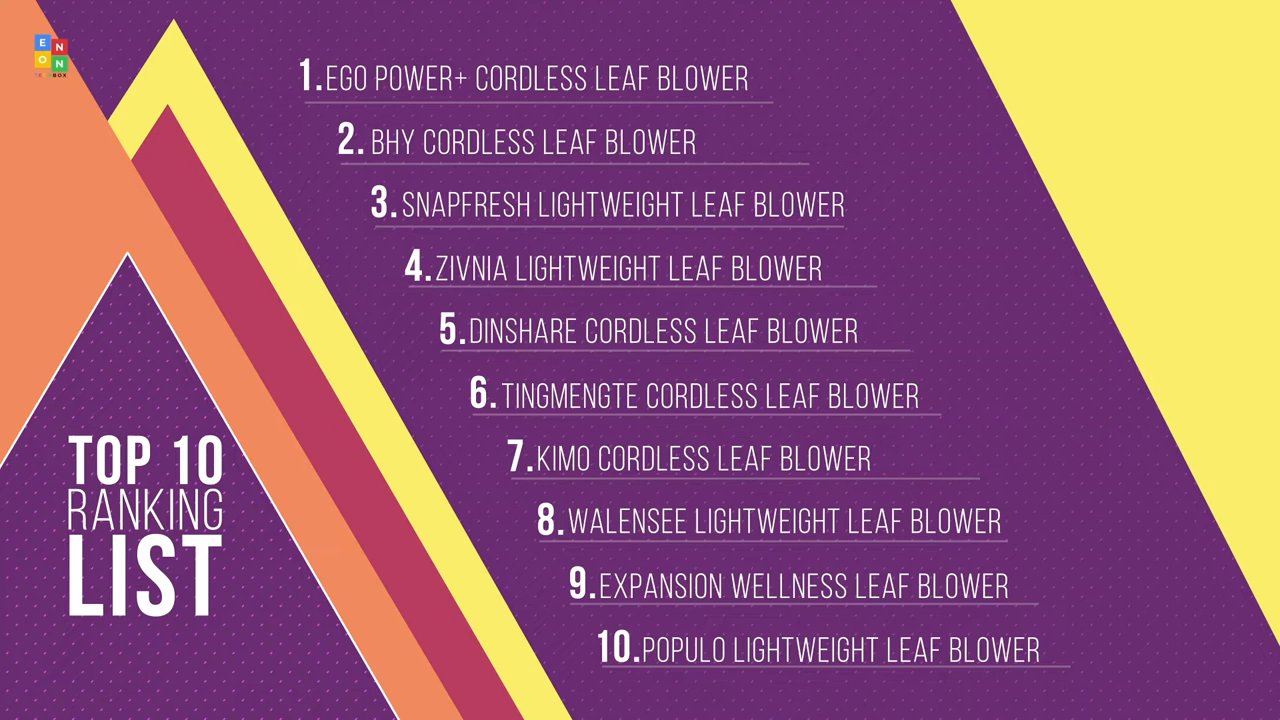 E N
O N
BOX
1. EGO POWER+ CORDLESS LEAF BLOWER
2. BHY CORDLESS LEAF BLOWER
3. SNAPFRESH LIGHTWEIGHT LEAF BLOWER
4. ZIVNIA LIGHTWEIGHT LEAF BLOWER
5. DINSHARE CORDLESS LEAF BLOWER
6. TINGMENGTE CORDLESS LEAF BLOWER
7. KIMO CORDLESS LEAF BLOWER
8. WALENSEE LIGHTWEIGHT LEAF BLOWER
9. EXPANSION WELLNESS LEAF BLOWER
10. POPULO LIGHTWEIGHT LEAF BLOWER
TOP 10
RANKING
LIST